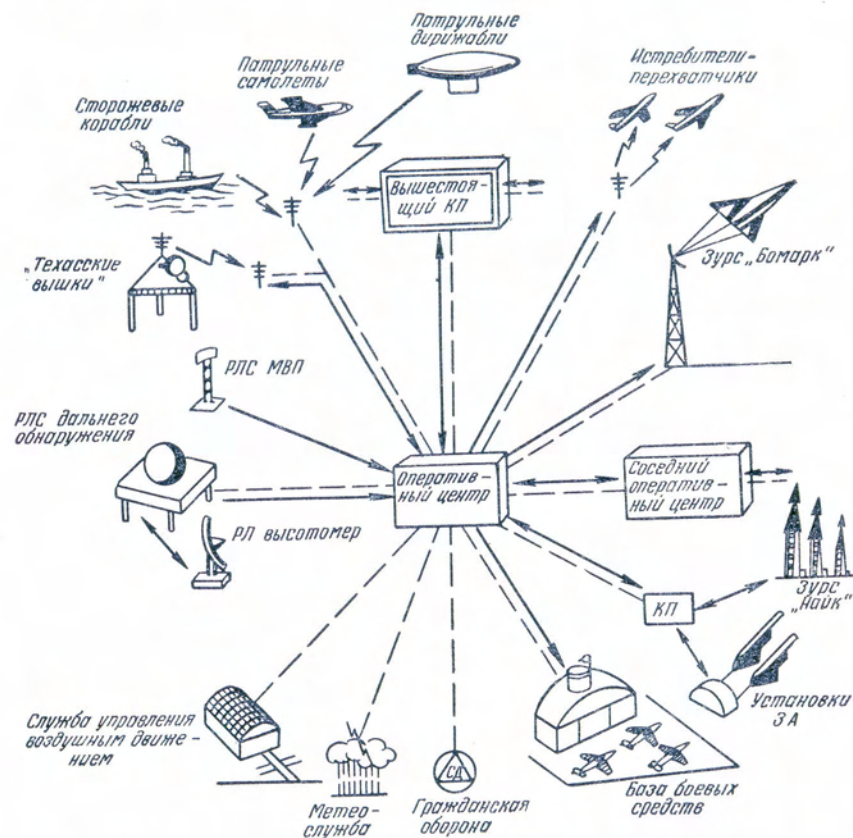 Патрульные
дирижабли
Патрульные
самолеты
Истребители-
перехватчики
Сторожевые
корабли
Вышестоя-
щий КП
"Техасские
вышки"
Зурс „Бомарк"
РЛС МВП
РЛС дальнего
обнаружения
Оператив-
ный центр
Соседний
оператив-
ный центр
РЛ высотомер
КП
Зурс
„Найк"
Установки
ЗА
Служба управления
воздушным движе-
нием
Метео-
служба
СД
Гражданская
оборона
База боевых
средств